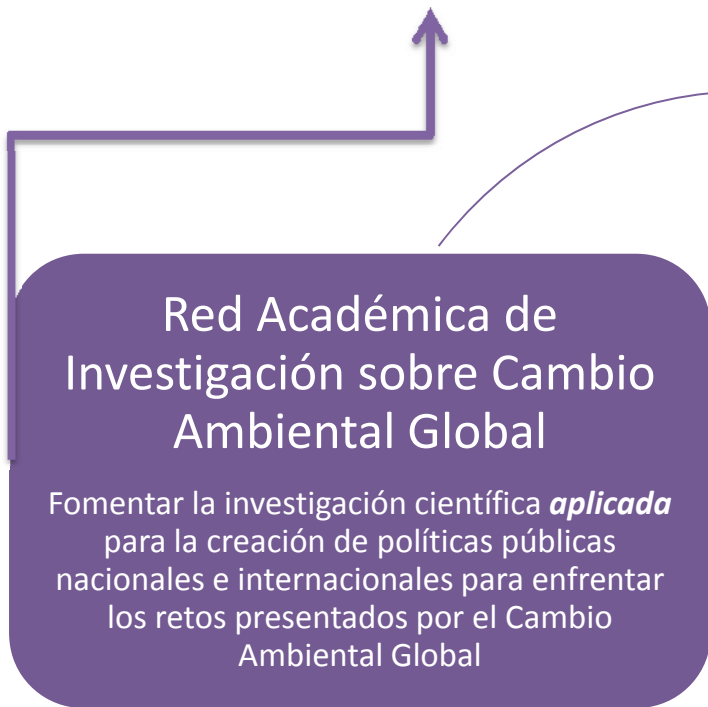 Red Académica de
Investigación sobre Cambio
Ambiental Global
Fomentar la investigación científica aplicada
para la creación de políticas públicas
nacionales e internacionales para enfrentar
los retos presentados por el Cambio
Ambiental Global